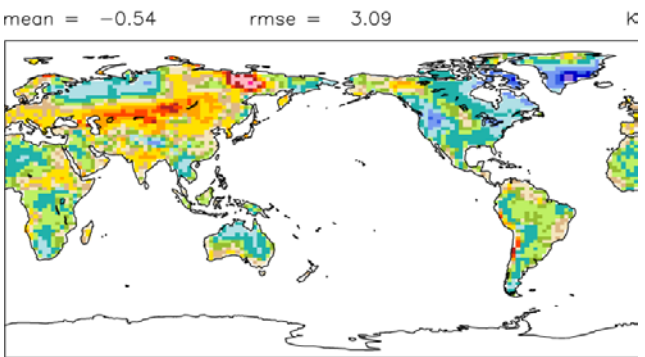 mean = −0.54 rmse = 3.09 K